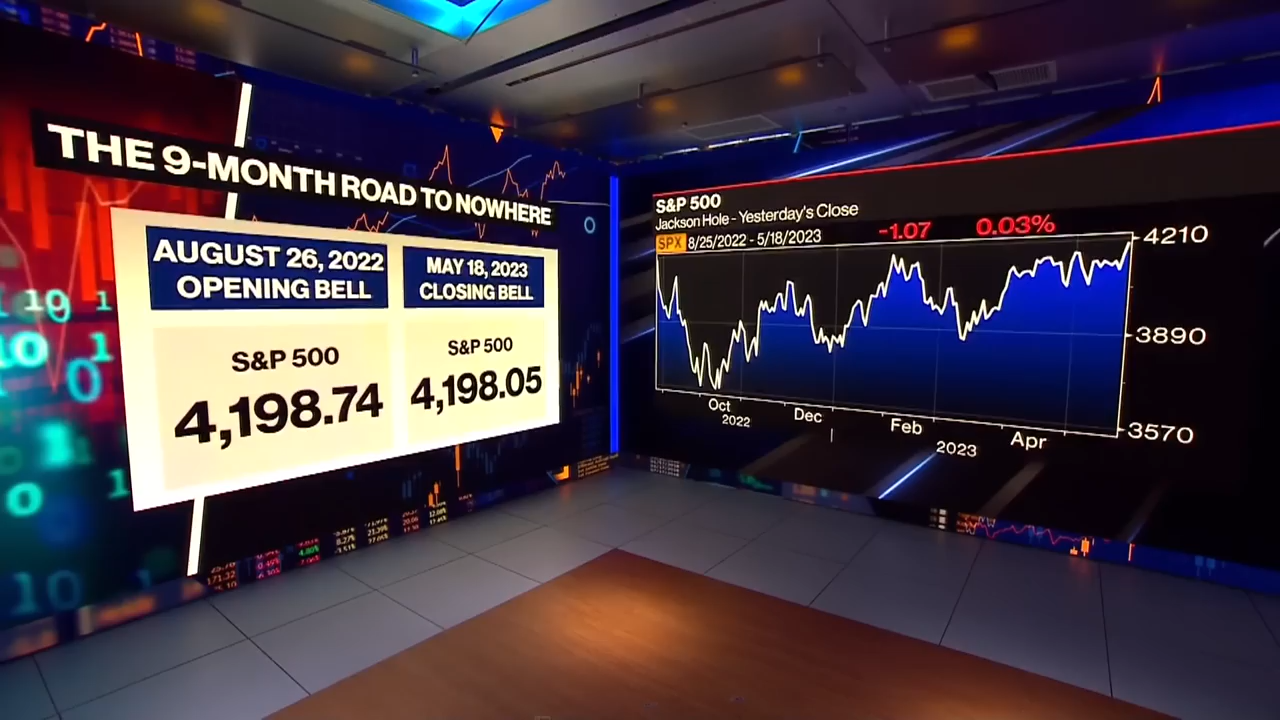 THE 9-MONTH ROAD TO NOWHERE
AUGUST 26, 2022
OPENING BELL
S&P 500
4,198.74
MAY 18, 2023
CLOSING BELL
S&P 500
4,198.05
S&P 500
Jackson Hole - Yesterday's Close
SPX 8/25/2022 - 5/18/2023 -1.07 0.03%
4210
3890
3570
Oct Dec Feb Apr
2022 2023